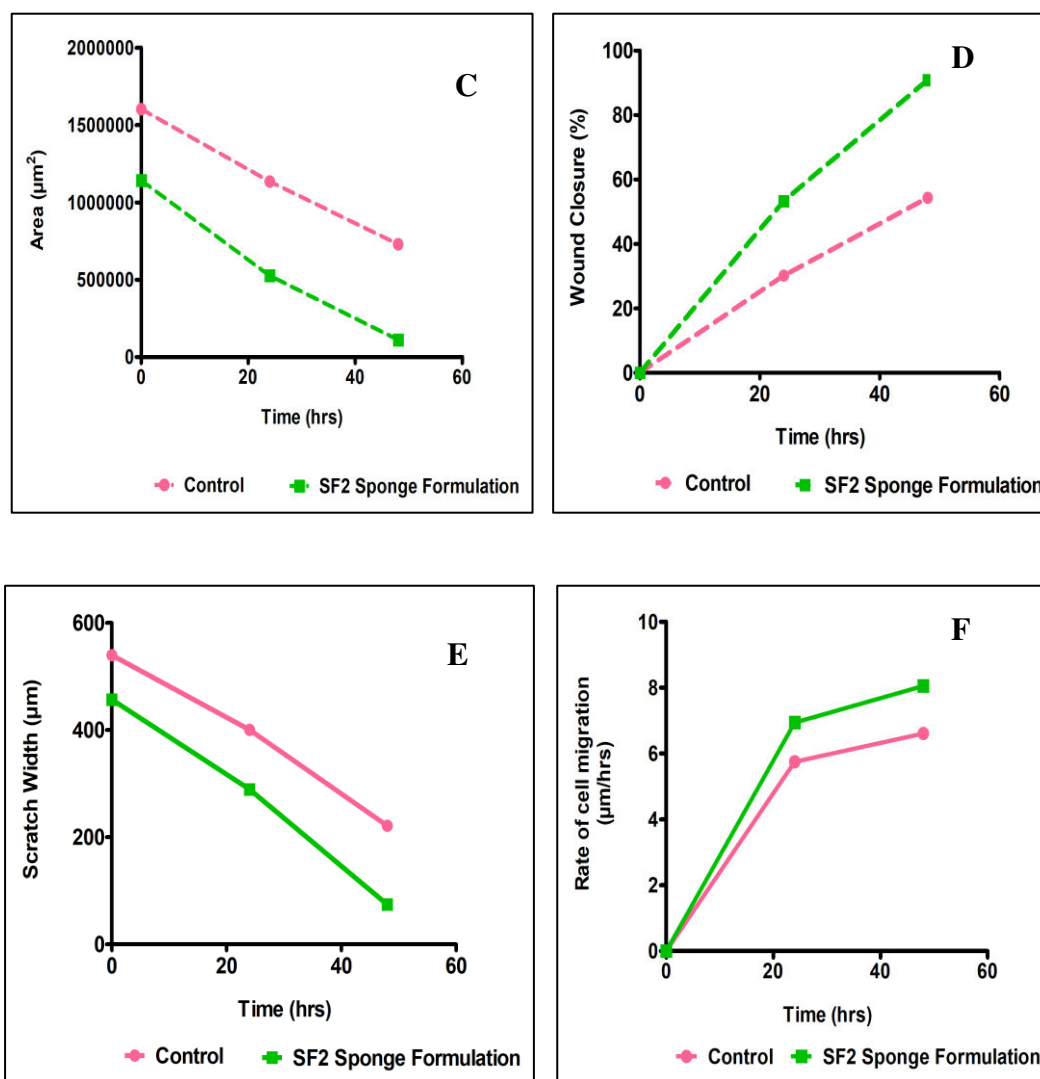 C
2000000
1500000
1000000
500000
0
Area (µm²)
0 20 40 60
Time (hrs)
Control SF2 Sponge Formulation
D
100
80
60
40
20
0
Wound Closure (%)
0 20 40 60
Time (hrs)
Control SF2 Sponge Formulation
E
600
400
200
0
Scratch Width (µm)
0 20 40 60
Time (hrs)
Control SF2 Sponge Formulation
F
10
8
6
4
2
0
Rate of cell migration
(µm/hrs)
0 20 40 60
Time (hrs)
Control SF2 Sponge Formulation